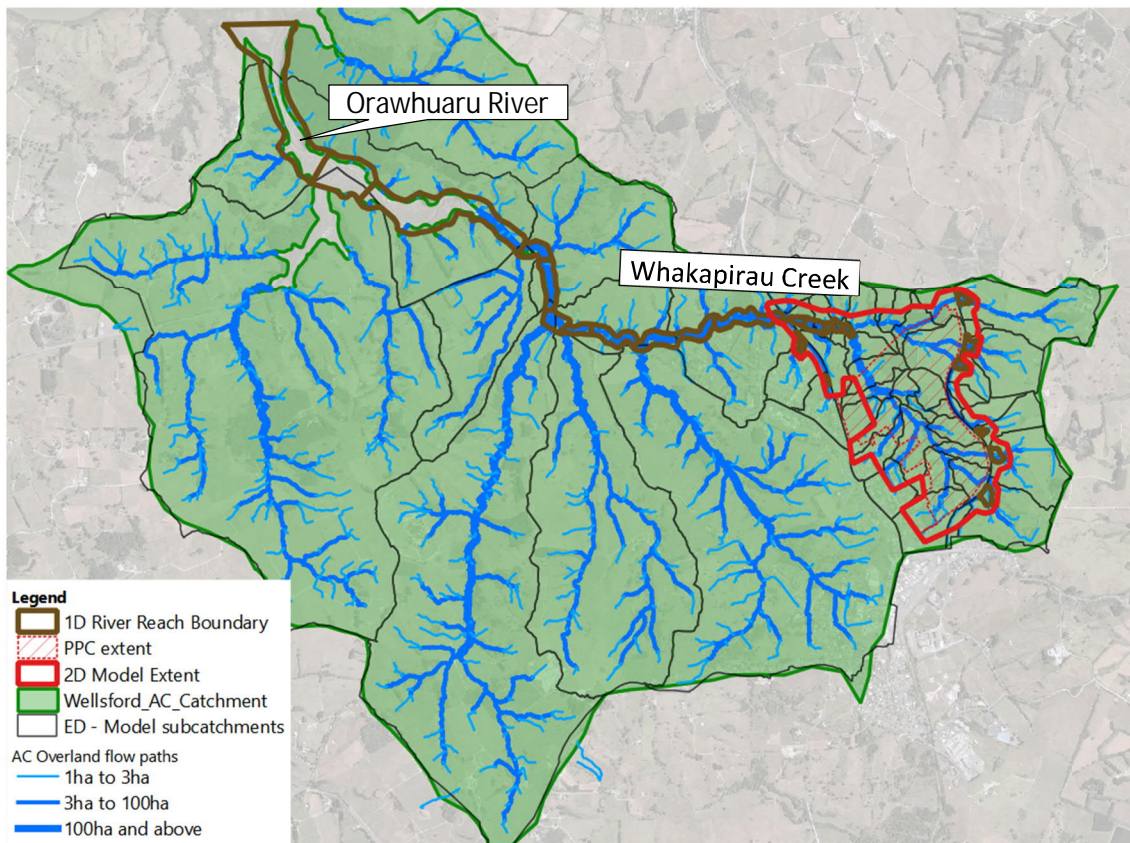 Orawhuaru River
Whakapirau Creek
Legend
1D River Reach Boundary
PPC extent
2D Model Extent
Wellsford_AC_Catchment
ED - Model subcatchments
AC Overland flow paths
1ha to 3ha
3ha to 100ha
100ha and above